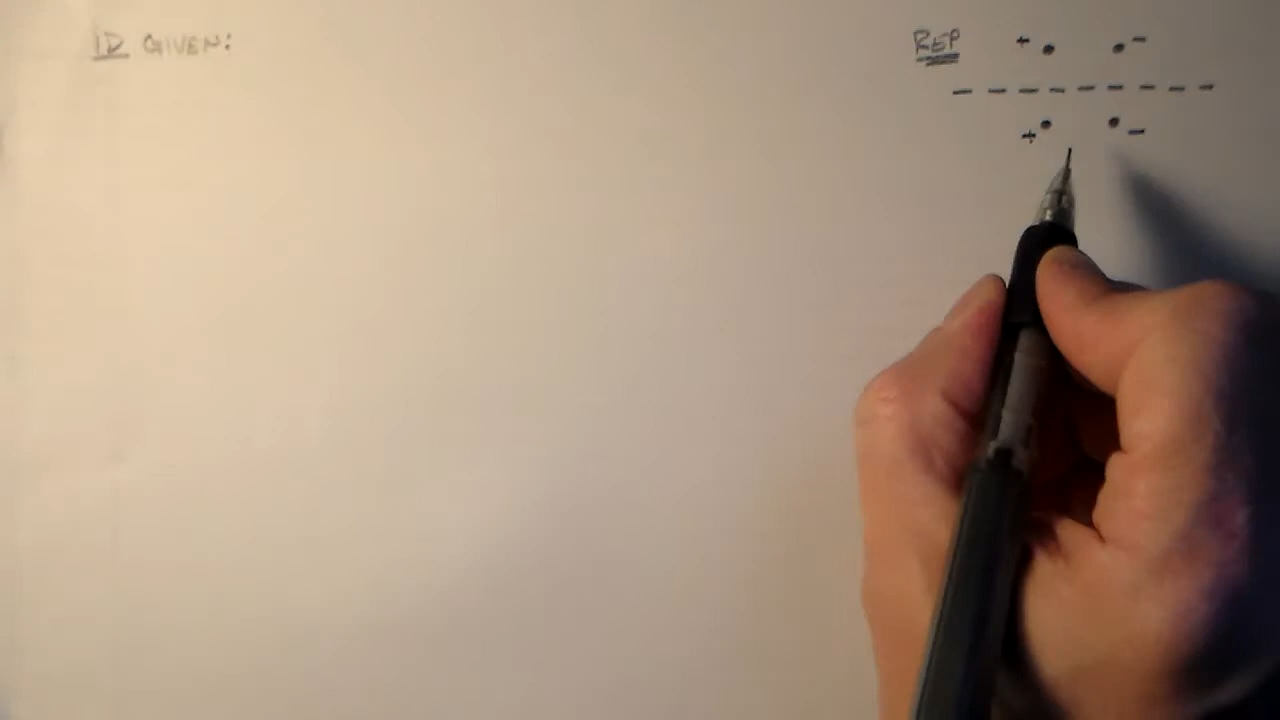 ID GIVEN:
REP + • • -
- - - - - - - - -
+ • • -